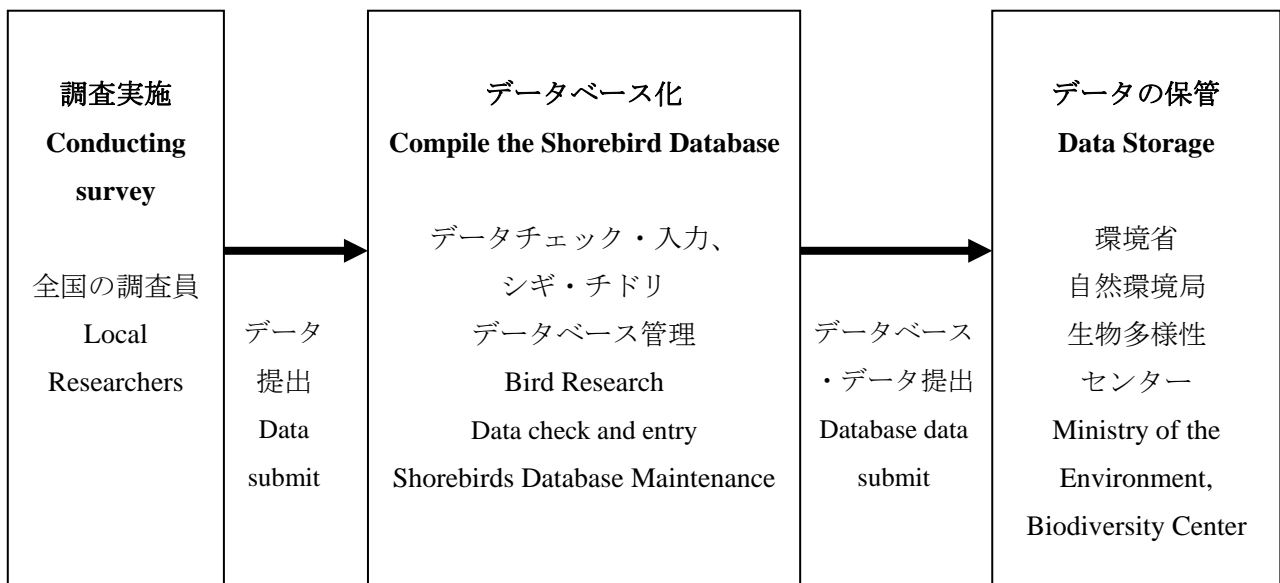 調査実施
Conducting
survey
全国の調査員
Local
Researchers
データ
提出
Data
submit
データベース化
Compile the Shorebird Database
データチェック・入力、
シギ・チドリ
データベース管理
Bird Research
Data check and entry
Shorebirds Database Maintenance
データベース
・データ提出
Database data
submit
データの保管
Data Storage
環境省
自然環境局
生物多様性
センター
Ministry of the
Environment,
Biodiversity Center